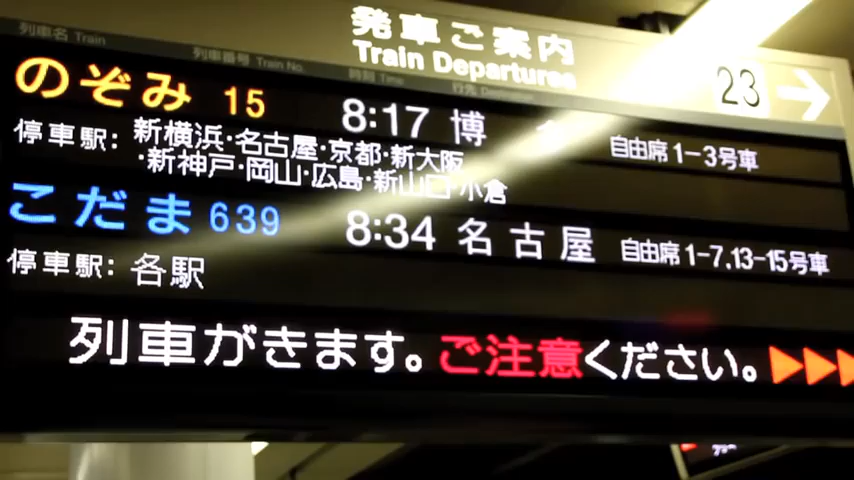 発車ご案内
Train Departures
23
列車名 Train
列車番号 Train No.
時刻 Time
行先 Destination
のぞみ 15 8:17 博 自由席1-3号車
停車駅: 新横浜・名古屋・京都・新大阪
・新神戸・岡山・広島・新山口・小倉
こだま 639 8:34 名古屋 自由席1-7,13-15号車
停車駅: 各駅
列車がきます。ご注意ください。